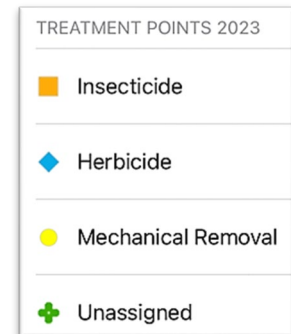 TREATMENT POINTS 2023
Insecticide
Herbicide
Mechanical Removal
Unassigned